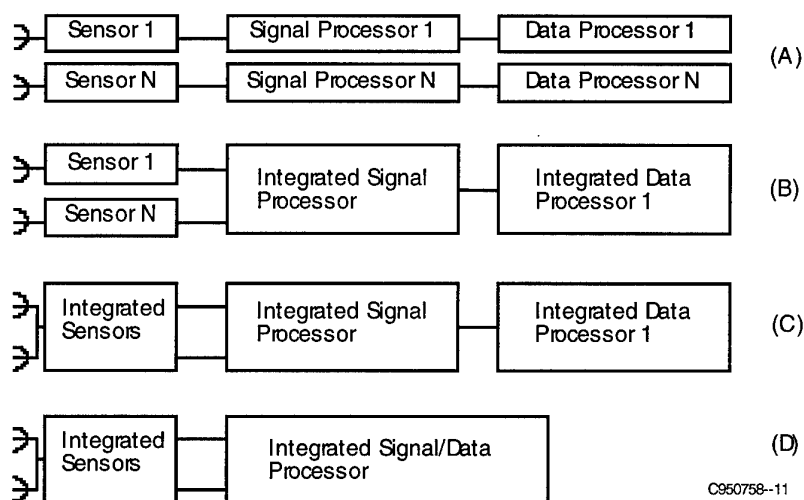 Sensor 1 Signal Processor 1 Data Processor 1
(A)
Sensor N Signal Processor N Data Processor N
Sensor 1
Integrated Signal Processor
Integrated Data Processor 1
(B)
Sensor N
Integrated Sensors
Integrated Signal Processor
Integrated Data Processor 1
(C)
Integrated Sensors
Integrated Signal/Data Processor
(D)
C950758--11